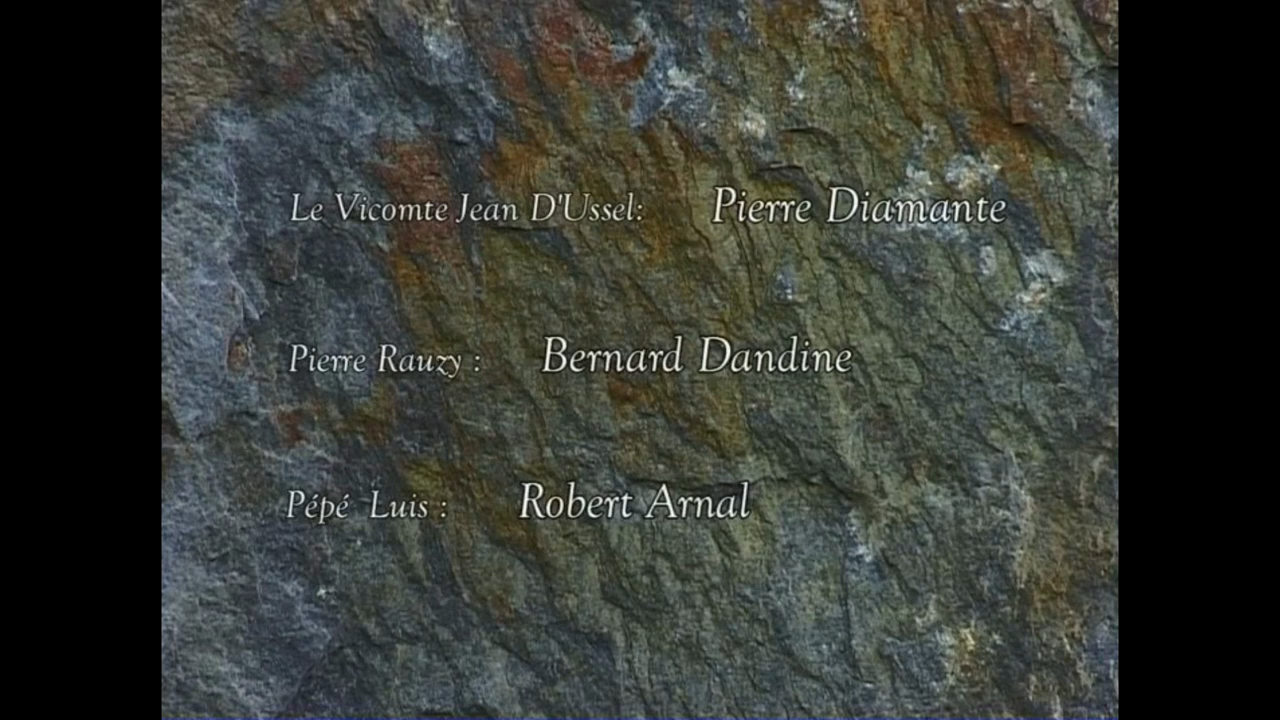 Le Vicomte Jean D'Ussel: Pierre Diamante
Pierre Rauzy : Bernard Dandine
Pépé Luis : Robert Arnal